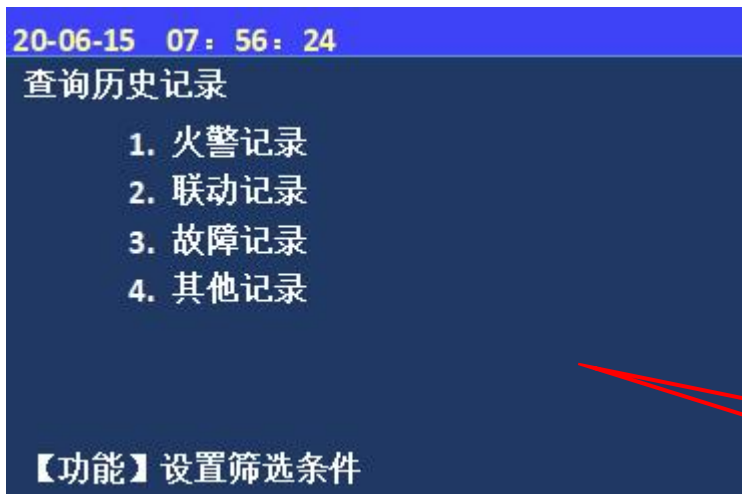 20-06-15 07：56：24
查询历史记录
1. 火警记录
2. 联动记录
3. 故障记录
4. 其他记录
【功能】设置筛选条件